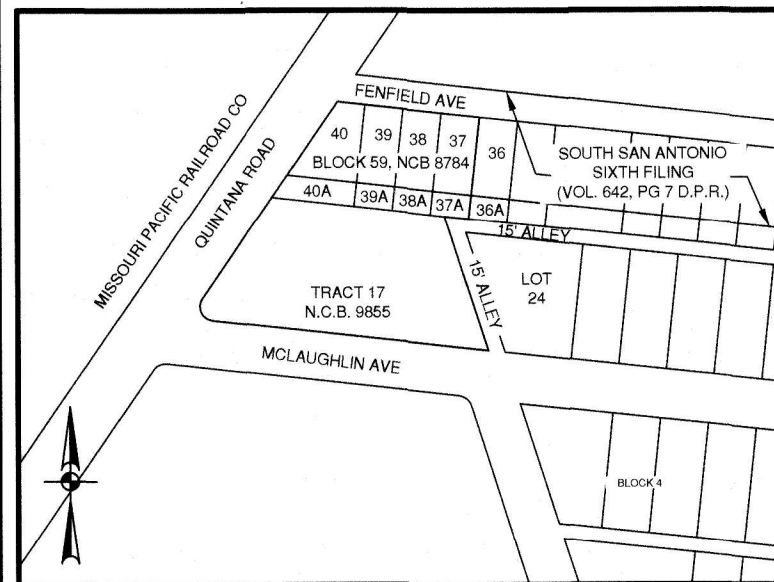 FENFIELD AVE
MISSOURI PACIFIC RAILROAD CO
QUINTANA ROAD
40
39
38
37
36
BLOCK 59, NCB 8784
SOUTH SAN ANTONIO
SIXTH FILING
(VOL. 642, PG 7 D.P.R.)
40A
39A
38A
37A
36A
15' ALLEY
15' ALLEY
LOT
24
TRACT 17
N.C.B. 9855
MCLAUGHLIN AVE
BLOCK 4